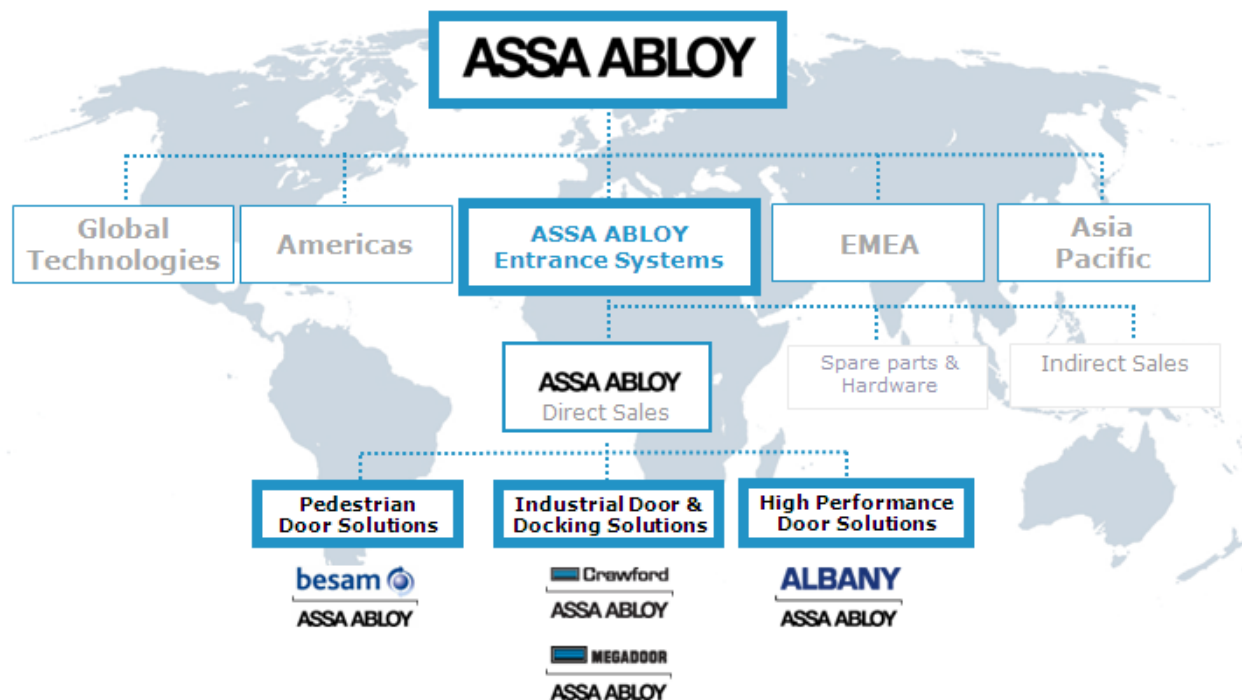 ASSA ABLOY
Global
Technologies
Americas
ASSA ABLOY
Entrance Systems
EMEA
Asia
Pacific
ASSA ABLOY
Direct Sales
Spare parts &
Hardware
Indirect Sales
Pedestrian
Door Solutions
Industrial Door &
Docking Solutions
High Performance
Door Solutions
besam
ASSA ABLOY
Crawford
ASSA ABLOY
MEGADOOR
ASSA ABLOY
ALBANY
ASSA ABLOY